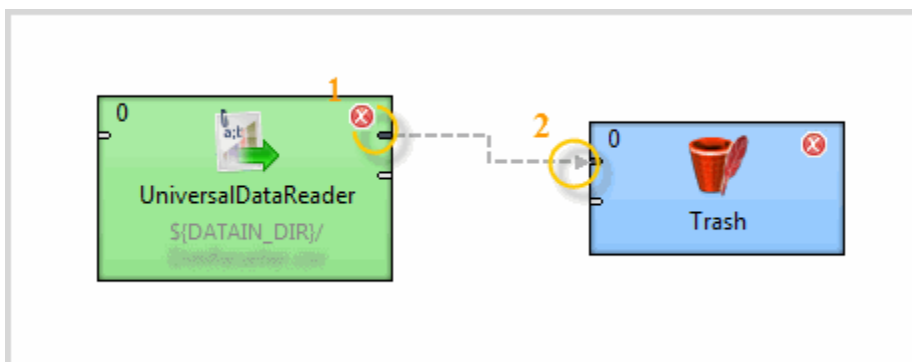 1
0
a;b
UniversalDataReader
${DATAIN_DIR}/
2
0
Trash